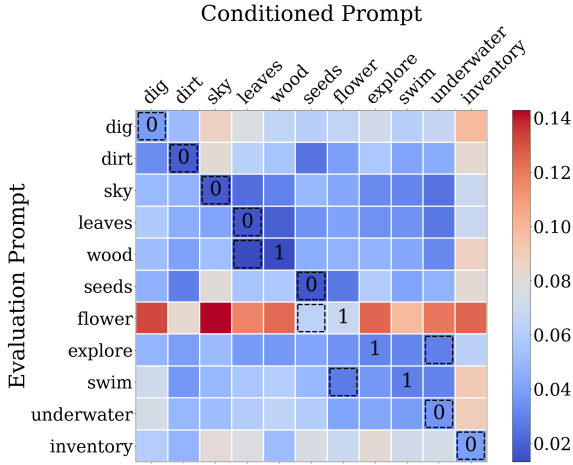 Conditioned Prompt
dig dirt sky leaves wood seeds flower explore swim underwater inventory
Evaluation Prompt
dig 0
dirt 0
sky 0
leaves 0
wood 1
seeds 0
flower 1
explore 1
swim 1
underwater 0
inventory 0
0.14
0.12
0.10
0.08
0.06
0.04
0.02